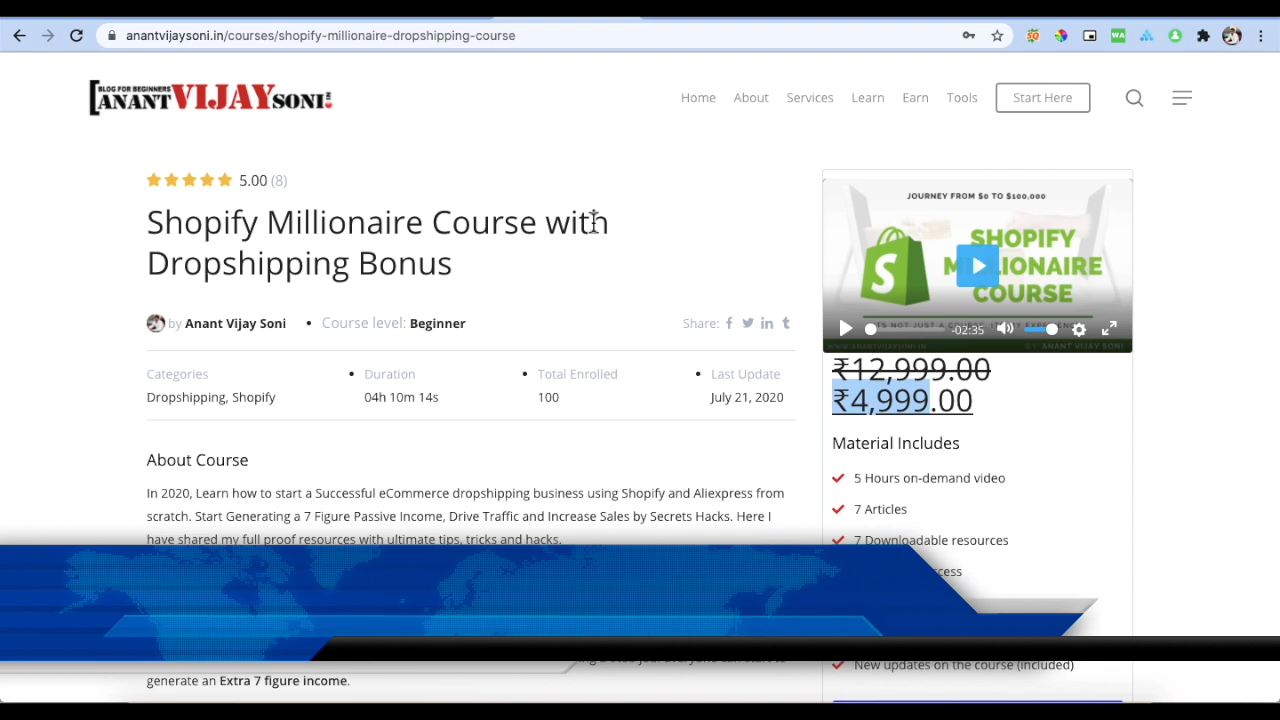 anantvijaysoni.in/courses/shopify-millionaire-dropshipping-course
BLOG FOR BEGINNERS
ANANTVIJAYSONI.IN
Home About Services Learn Earn Tools Start Here
5.00 (8)
Shopify Millionaire Course with
Dropshipping Bonus
by Anant Vijay Soni • Course level: Beginner
Share:
Categories • Duration • Total Enrolled • Last Update
Dropshipping, Shopify 04h 10m 14s 100 July 21, 2020
About Course
In 2020, Learn how to start a Successful eCommerce dropshipping business using Shopify and Aliexpress from
scratch. Start Generating a 7 Figure Passive Income, Drive Traffic and Increase Sales by Secrets Hacks. Here I
have shared my full proof resources with ultimate tips, tricks and hacks.
generate an Extra 7 figure income.
JOURNEY FROM $0 TO $100,000
SHOPIFY
MILLIONAIRE
COURSE
-02:35
BY: ANANT VIJAY SONI
₹12,999.00
₹4,999.00
Material Includes
5 Hours on-demand video
7 Articles
7 Downloadable resources
New updates on the course (included)